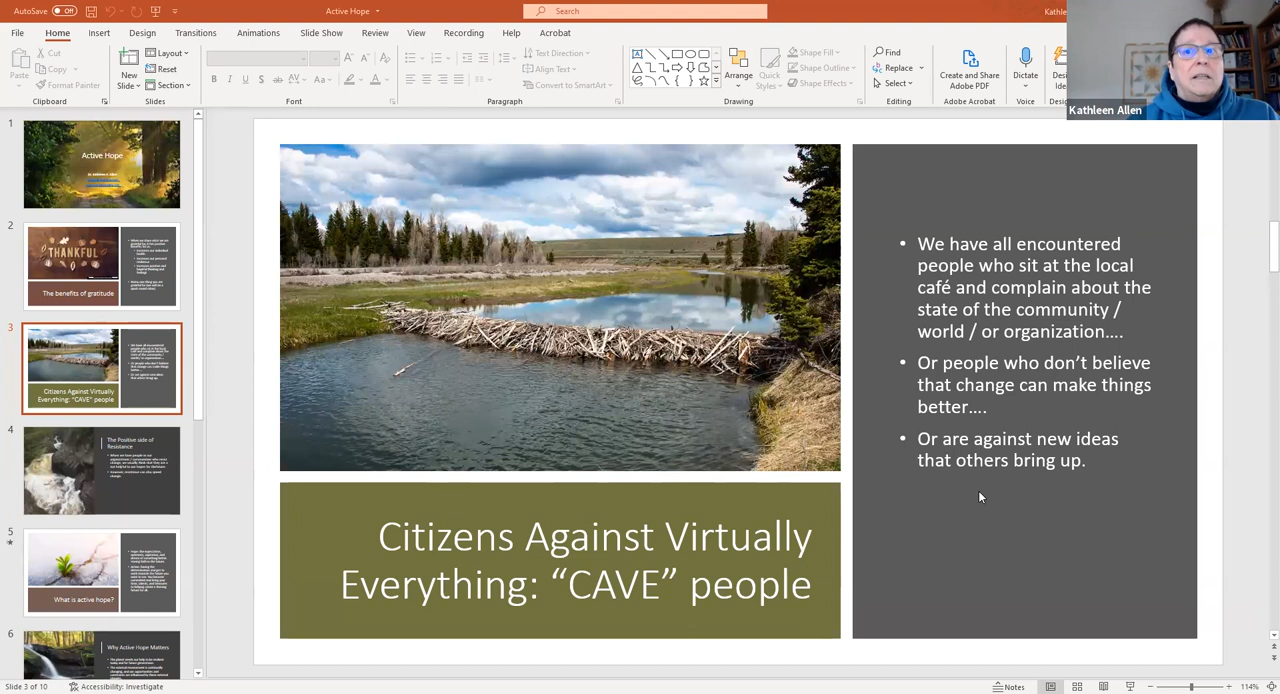 AutoSave Off
Active Hope
Search
Kathle
File Home Insert Design Transitions Animations Slide Show Review View Recording Help Acrobat
Paste
Cut
Copy
Format Painter
Clipboard
New
Slide
Layout
Reset
Section
Slides
Font
Text Direction
Align Text
Convert to SmartArt
Paragraph
Arrange
Quick
Styles
Shape Fill
Shape Outline
Shape Effects
Drawing
Find
Replace
Select
Editing
Create and Share
Adobe PDF
Adobe Acrobat
Dictate
Voice
Kathleen Allen
1
Active Hope
2
THANKFUL
The benefits of gratitude
3
Citizens Against Virtually
Everything: "CAVE" people
4
The Positive side of
Resistance
5
What is active hope?
6
Why Active Hope Matters
• We have all encountered
people who sit at the local
café and complain about the
state of the community /
world / or organization….
• Or people who don't believe
that change can make things
better….
• Or are against new ideas
that others bring up.
Citizens Against Virtually
Everything: "CAVE" people
Slide 3 of 10
Accessibility: Investigate
Notes
114%